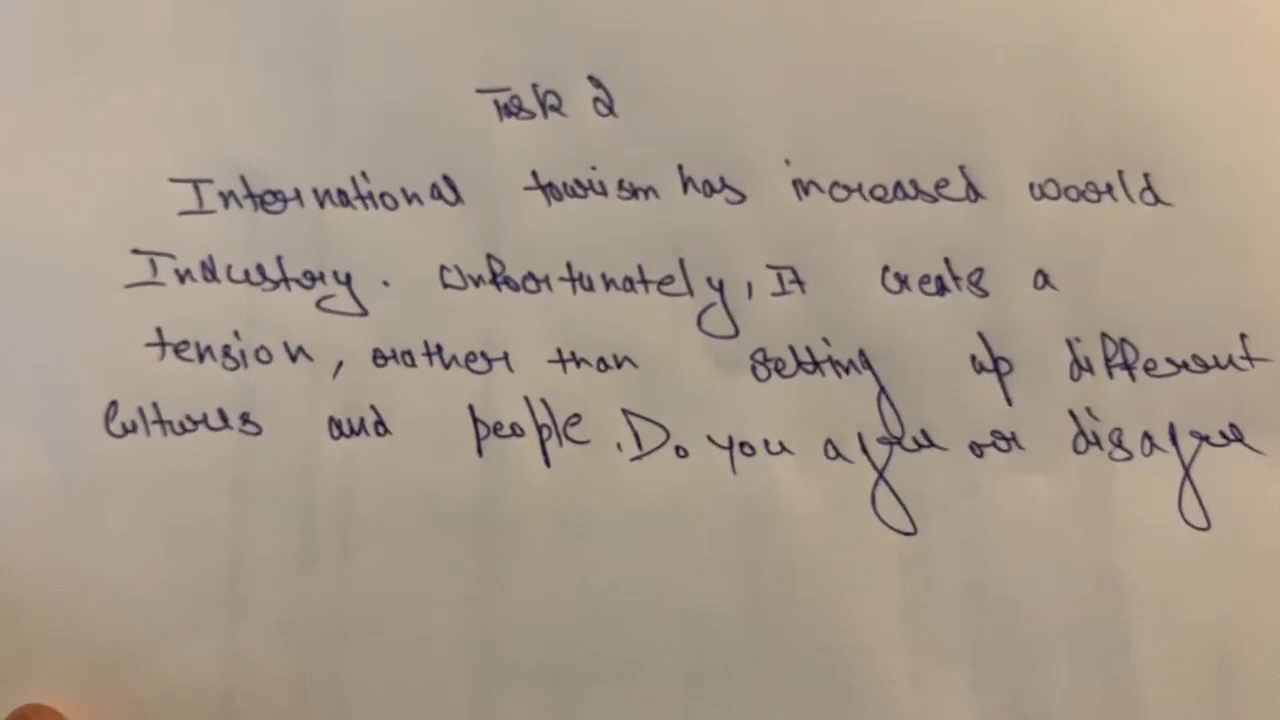 Task 2
International tourism has increased world
Industry. Unfortunately, It creats a
tension, rather than setting up different
Cultures and people. Do you agree or disagree